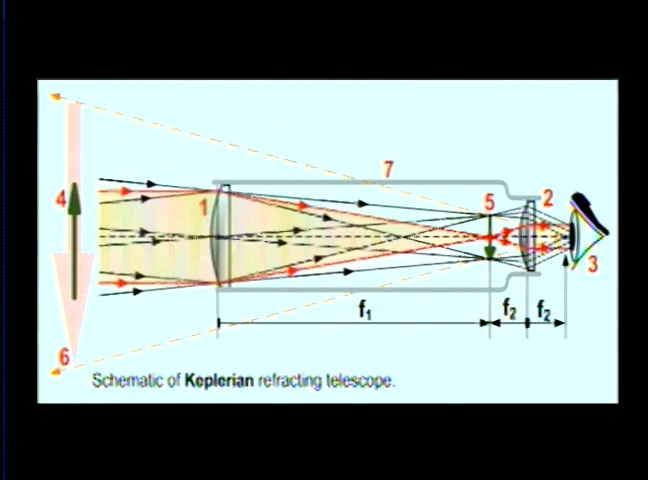 7
4
1
5
2
3
f₁
f₂
f₂
6
Schematic of Keplerian refracting telescope.